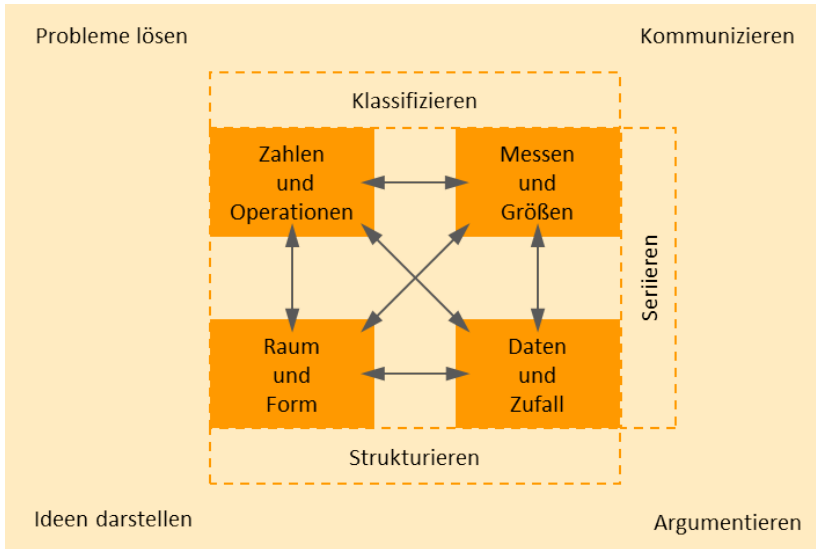 Probleme lösen
Kommunizieren
Klassifizieren
Zahlen
und
Operationen
Messen
und
Größen
Seriieren
Raum
und
Form
Daten
und
Zufall
Strukturieren
Ideen darstellen
Argumentieren